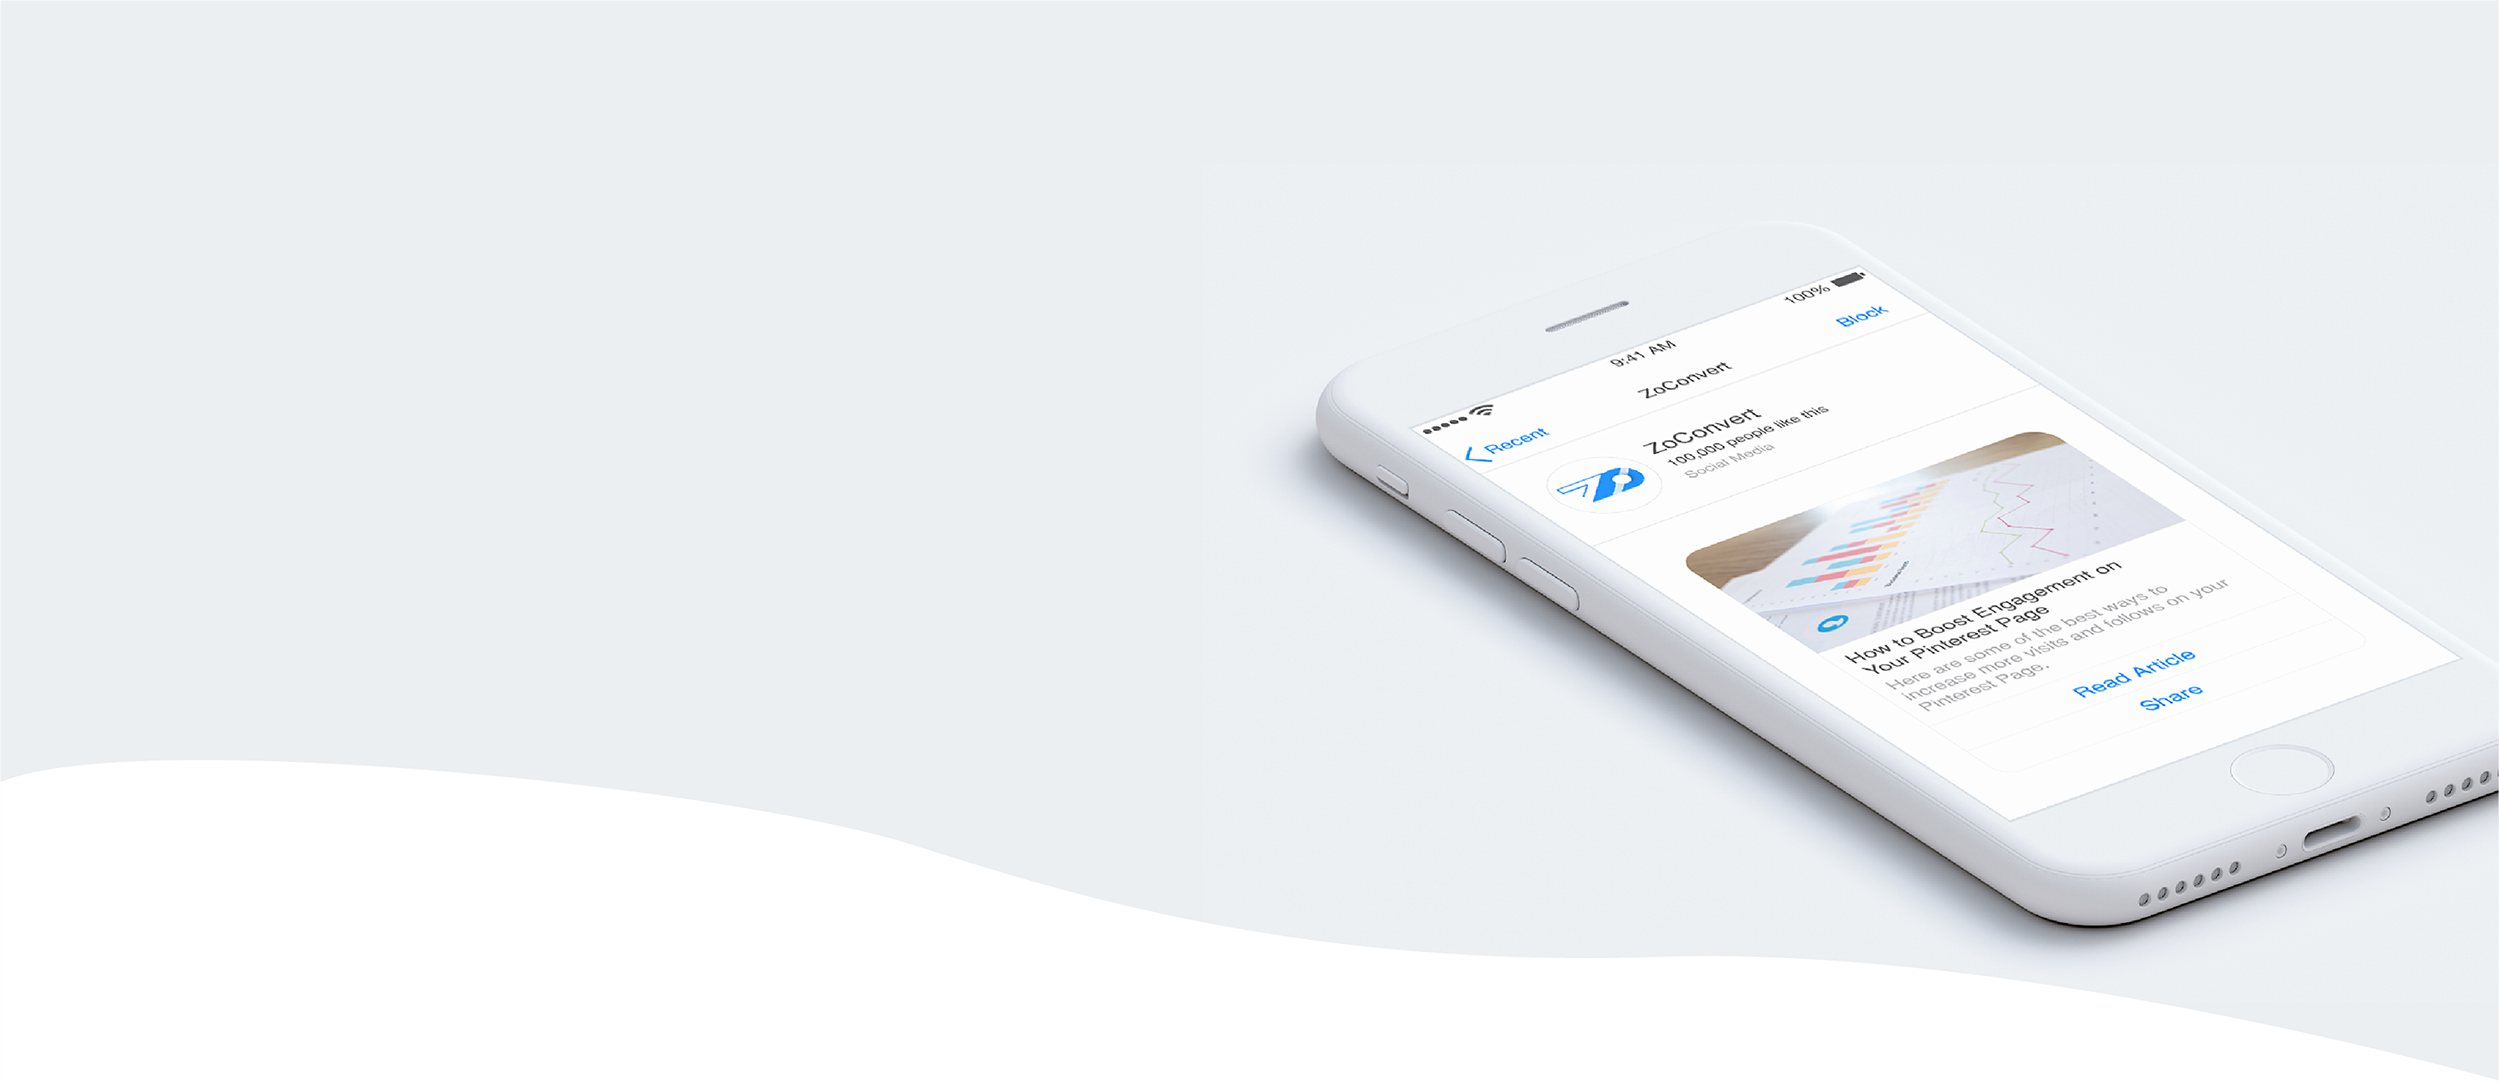 100%
9:41 AM
Block
Recent
ZoConvert
ZoConvert
100,000 people like this
Social Media
How to Boost Engagement on
Your Pinterest Page
Here are some of the best ways to
increase more visits and follows on your
Pinterest Page.
Read Article
Share